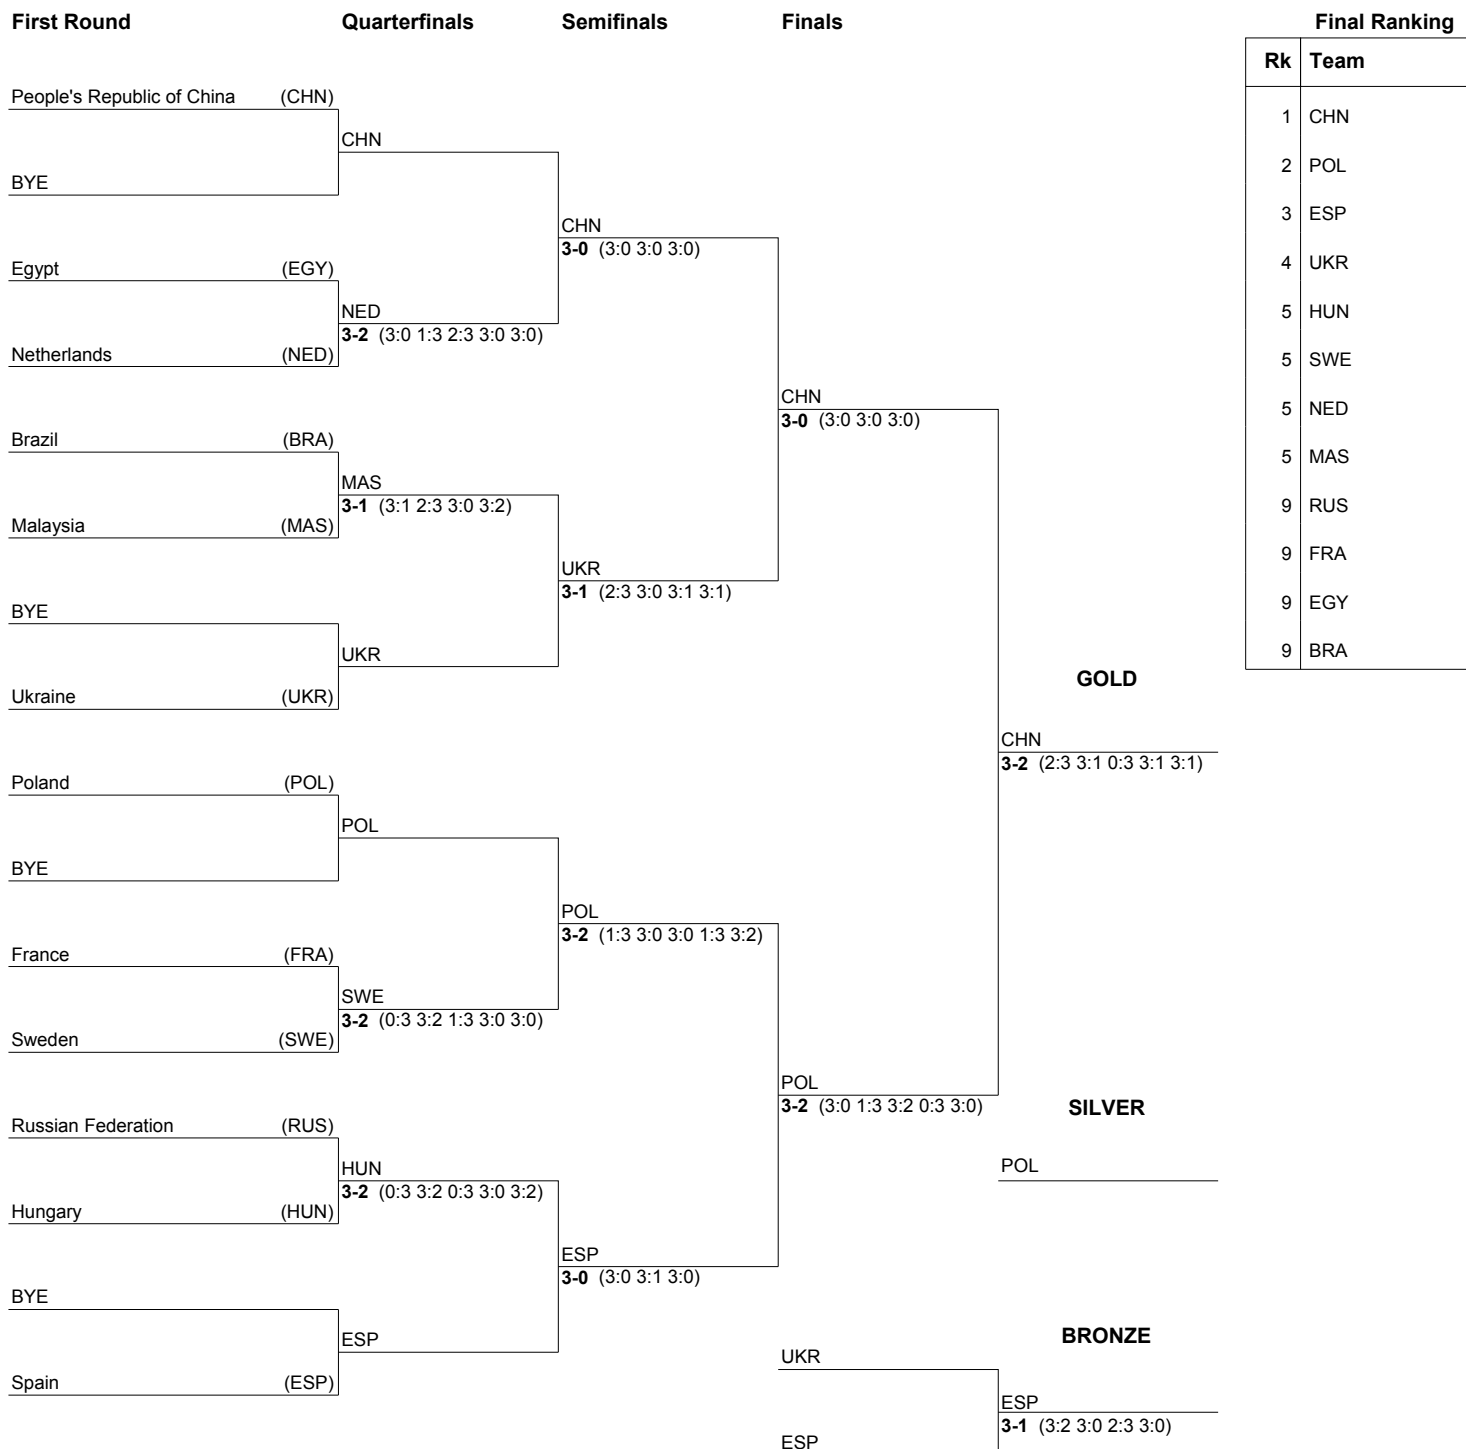 First Round Quarterfinals Semifinals Finals Final Ranking
Rk Team
People's Republic of China (CHN)
1 CHN
CHN
2 POL
BYE
3 ESP
CHN
3-0 (3:0 3:0 3:0)
4 UKR
Egypt (EGY)
5 HUN
NED
3-2 (3:0 1:3 2:3 3:0 3:0)
Netherlands (NED)
5 SWE
CHN
5 NED
3-0 (3:0 3:0 3:0)
Brazil (BRA)
5 MAS
MAS
3-1 (3:1 2:3 3:0 3:2)
9 RUS
Malaysia (MAS)
9 FRA
UKR
3-1 (2:3 3:0 3:1 3:1)
9 EGY
BYE
9 BRA
UKR
GOLD
Ukraine (UKR)
CHN
3-2 (2:3 3:1 0:3 3:1 3:1)
Poland (POL)
POL
BYE
POL
3-2 (1:3 3:0 3:0 1:3 3:2)
France (FRA)
SWE
3-2 (0:3 3:2 1:3 3:0 3:0)
Sweden (SWE)
POL
3-2 (3:0 1:3 3:2 0:3 3:0)
SILVER
Russian Federation (RUS)
HUN
POL
3-2 (0:3 3:2 0:3 3:0 3:2)
Hungary (HUN)
ESP
3-0 (3:0 3:1 3:0)
BYE
BRONZE
ESP
UKR
Spain (ESP)
ESP
3-1 (3:2 3:0 2:3 3:0)
ESP